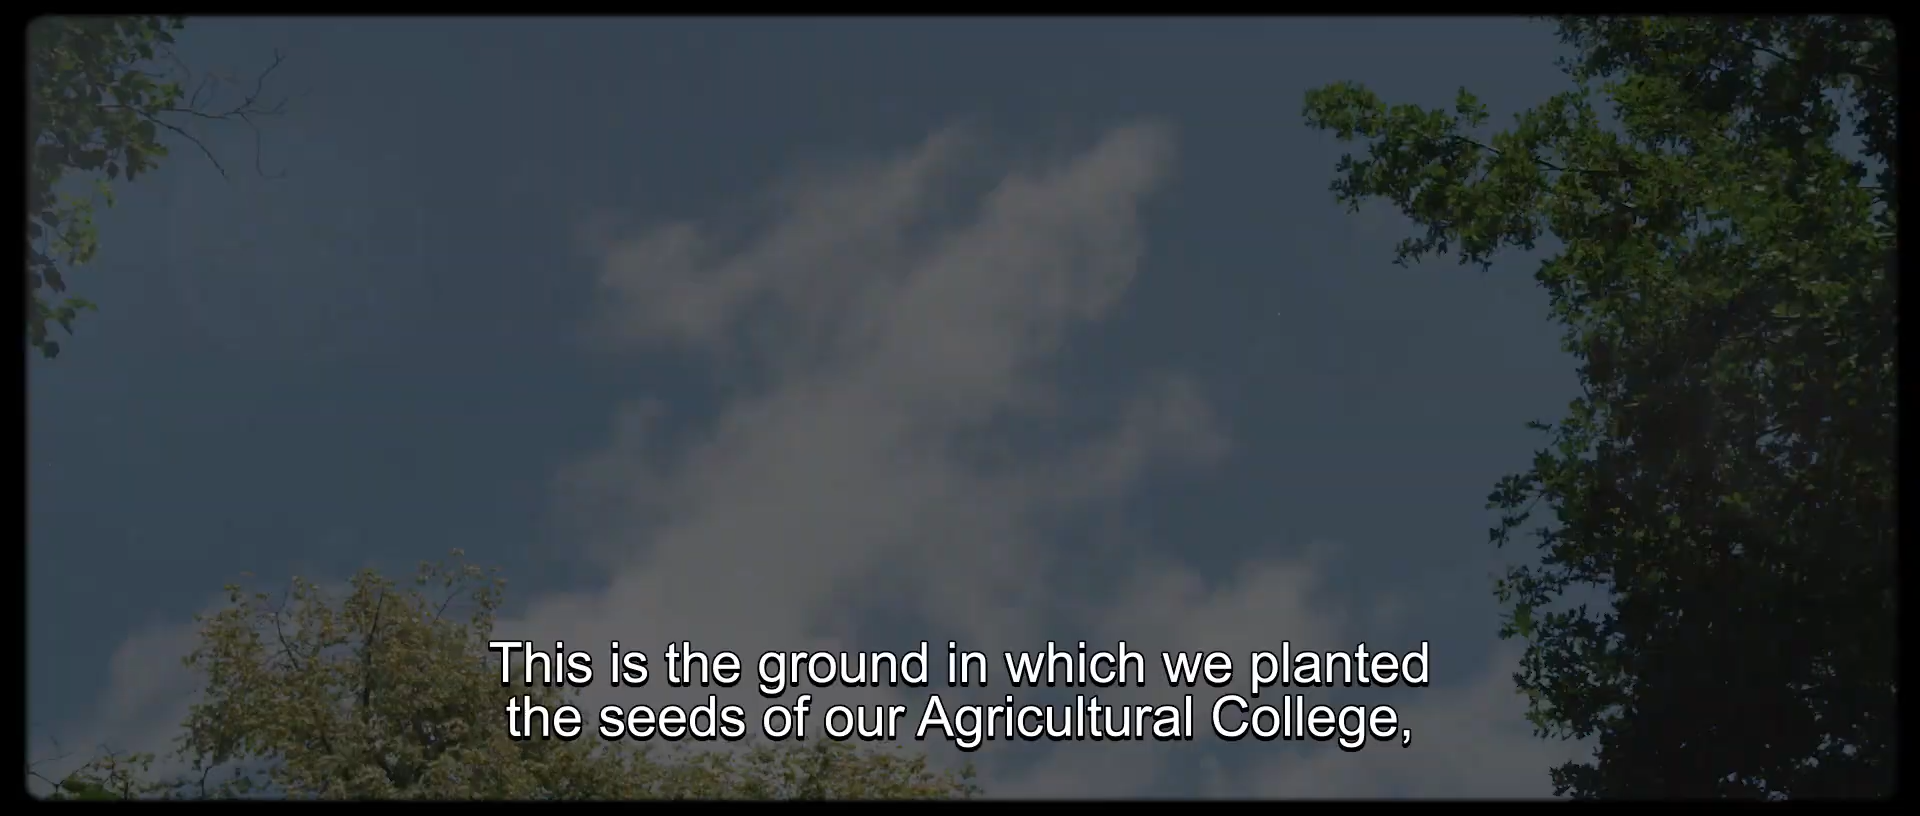 This is the ground in which we planted
the seeds of our Agricultural College,